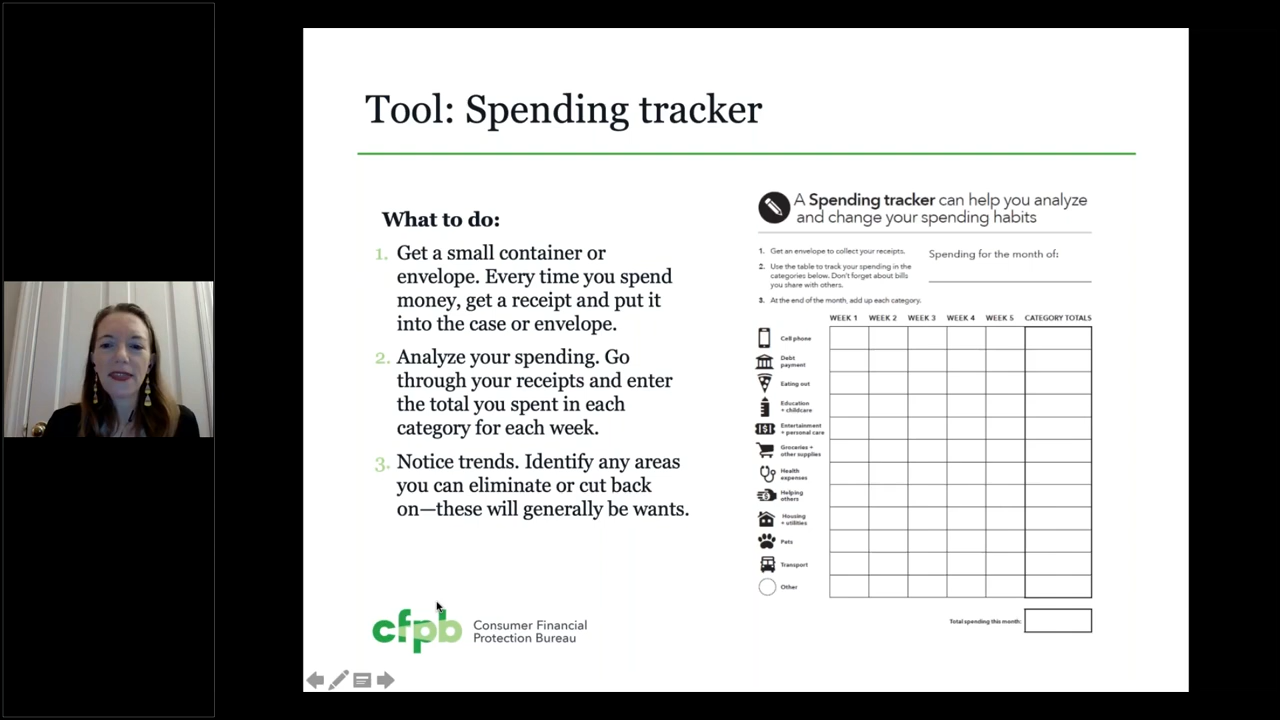 Tool: Spending tracker
What to do:
1. Get a small container or
envelope. Every time you spend
money, get a receipt and put it
into the case or envelope.
2. Analyze your spending. Go
through your receipts and enter
the total you spent in each
category for each week.
3. Notice trends. Identify any areas
you can eliminate or cut back
on—these will generally be wants.
cfpb
Consumer Financial
Protection Bureau
A Spending tracker can help you analyze
and change your spending habits
1. Get an envelope to collect your receipts.
2. Use the table to track your spending in the
categories below. Don't forget about bills
you share with others.
3. At the end of the month, add up each category.
Spending for the month of:
WEEK 1 WEEK 2 WEEK 3 WEEK 4 WEEK 5 CATEGORY TOTALS
Cell phone
Debt
payment
Eating out
Education
+ childcare
Entertainment
+ personal care
Groceries +
other supplies
Health
expenses
Helping
others
Housing
+ utilities
Pets
Transport
Other
Total spending this month: